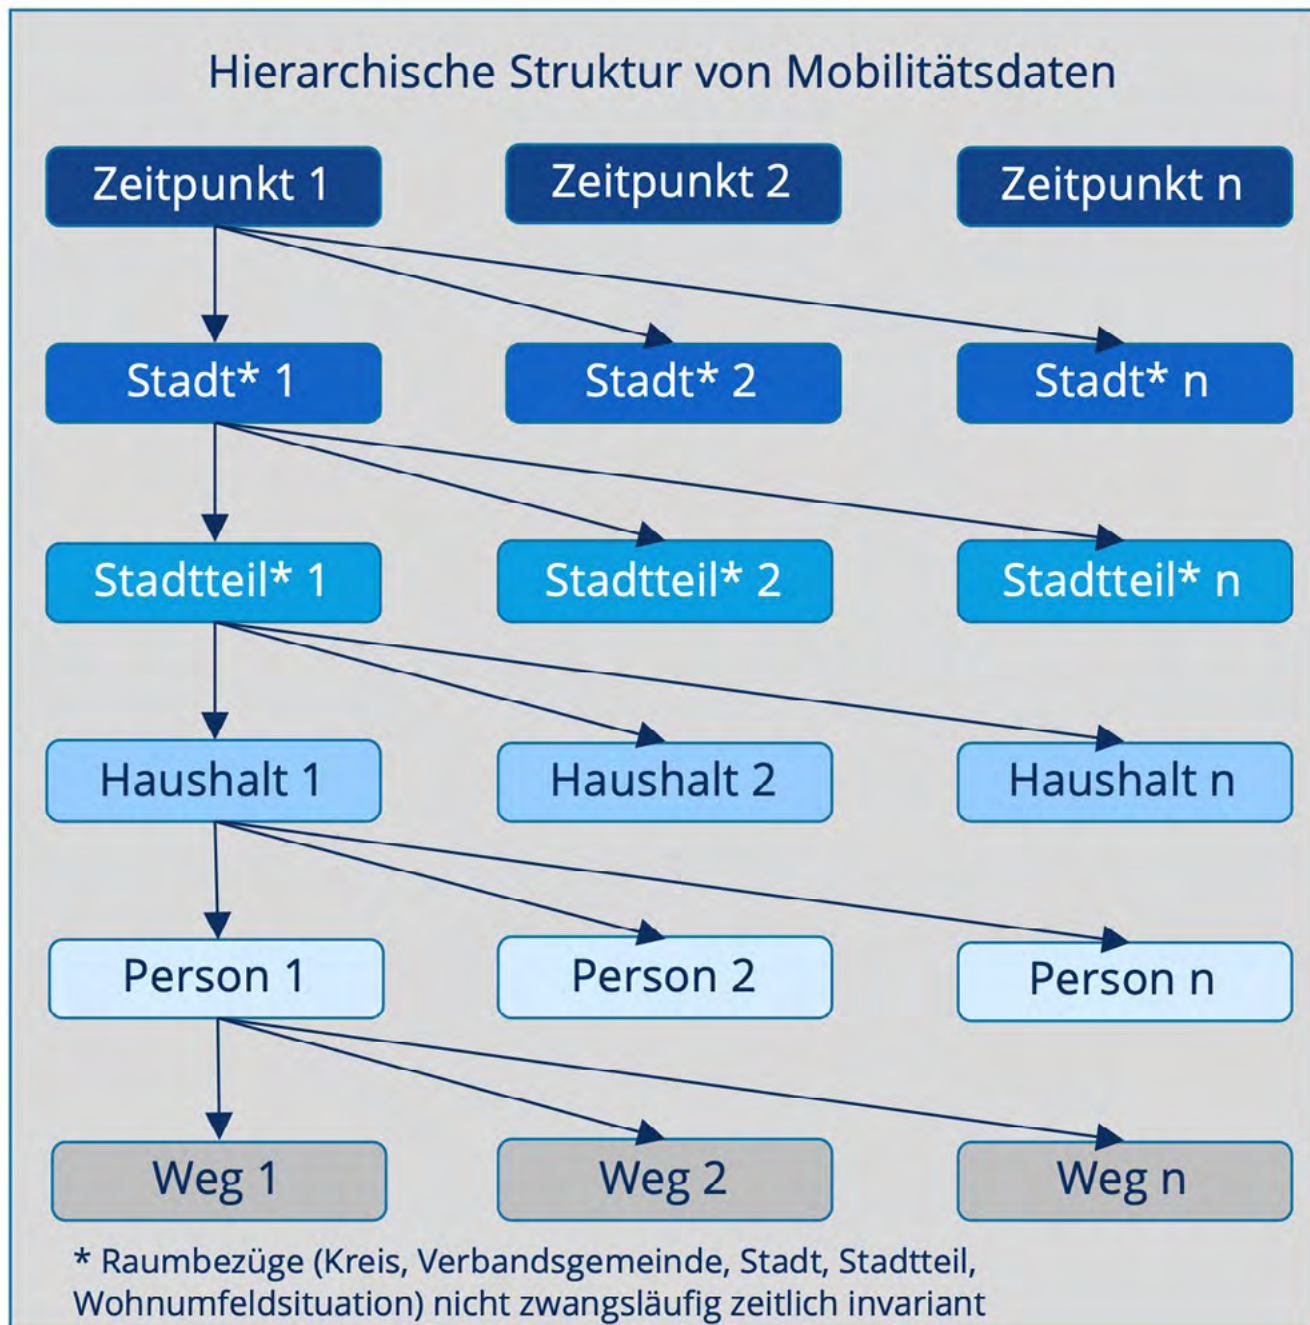 Hierarchische Struktur von Mobilitätsdaten
Zeitpunkt 1
Zeitpunkt 2
Zeitpunkt n
Stadt* 1
Stadt* 2
Stadt* n
Stadtteil* 1
Stadtteil* 2
Stadtteil* n
Haushalt 1
Haushalt 2
Haushalt n
Person 1
Person 2
Person n
Weg 1
Weg 2
Weg n
* Raumbezüge (Kreis, Verbandsgemeinde, Stadt, Stadtteil,
Wohnumfeldsituation) nicht zwangsläufig zeitlich invariant